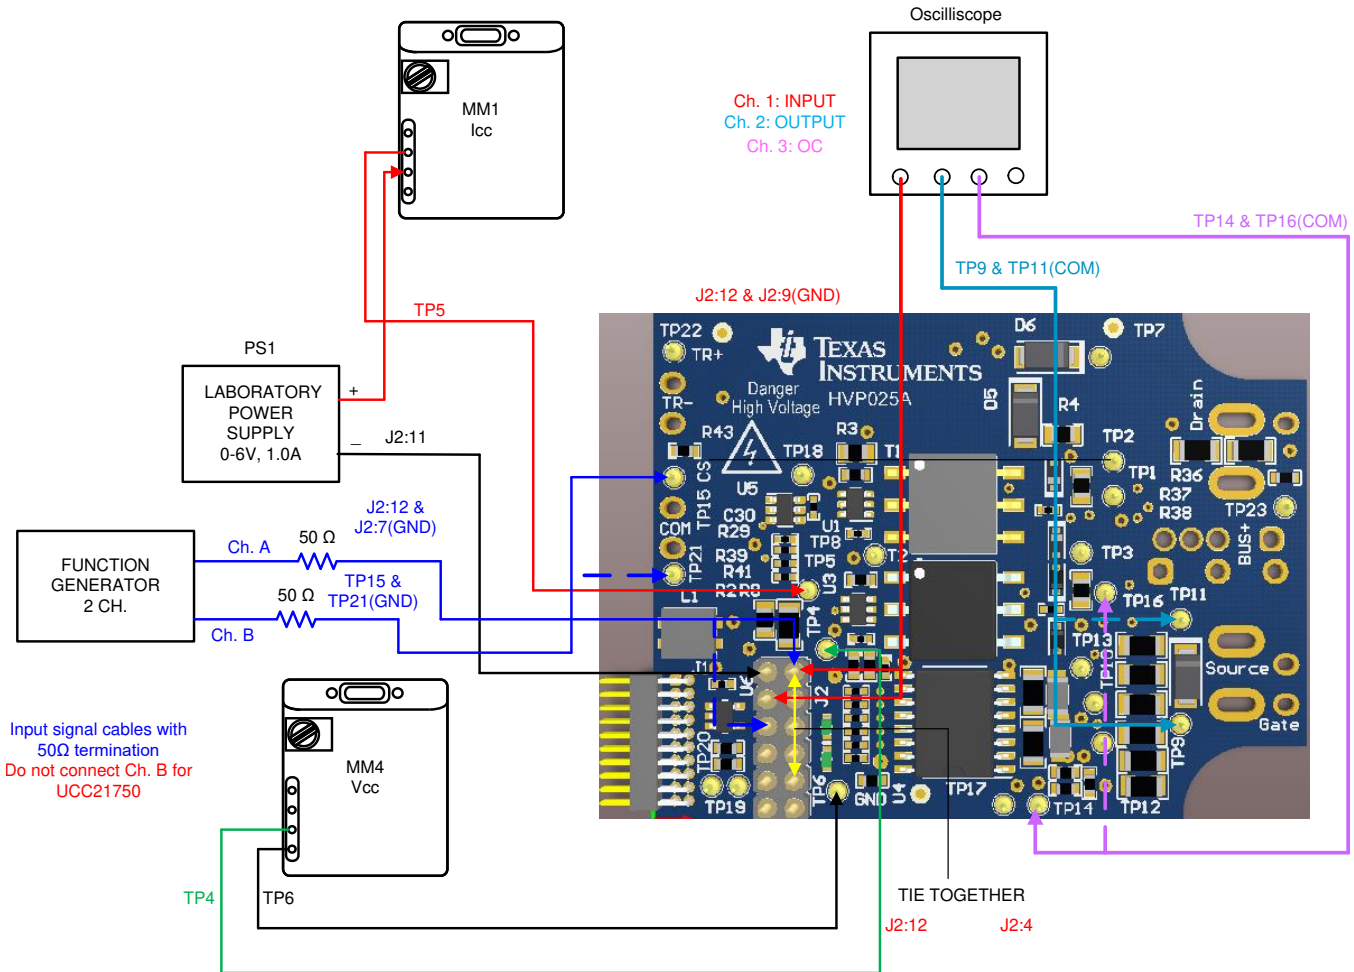 Oscilliscope
MM1
Icc
Ch. 1: INPUT
Ch. 2: OUTPUT
Ch. 3: OC
TP14 & TP16(COM)
TP9 & TP11(COM)
J2:12 & J2:9(GND)
TP5
PS1
LABORATORY
POWER
SUPPLY
0-6V, 1.0A
+
_
J2:11
J2:12 &
J2:7(GND)
Ch. A
50 Ω
FUNCTION
GENERATOR
2 CH.
TP15 &
TP21(GND)
50 Ω
Ch. B
Input signal cables with
50Ω termination
Do not connect Ch. B for
UCC21750
MM4
Vcc
TP4
TP6
TIE TOGETHER
J2:12
J2:4
TP22
TR+
TR-
TEXAS
INSTRUMENTS
Danger
High Voltage
HVP025A
D6
TP7
D5
R4
Drain
R43
R3
T1
TP18
TP2
TP1
R36
R37
R38
TP23
CS
TP15
U5
C30
R29
U1
TP8
COM
R39
R41
TP5
TP3
BUS+
TP21
R2
R6
U3
TP16
TP11
L1
TP4
TP13
Source
J1
U6
J2
Gate
TP9
TP20
TP19
TP6
GND
U4
TP17
TP14
TP12